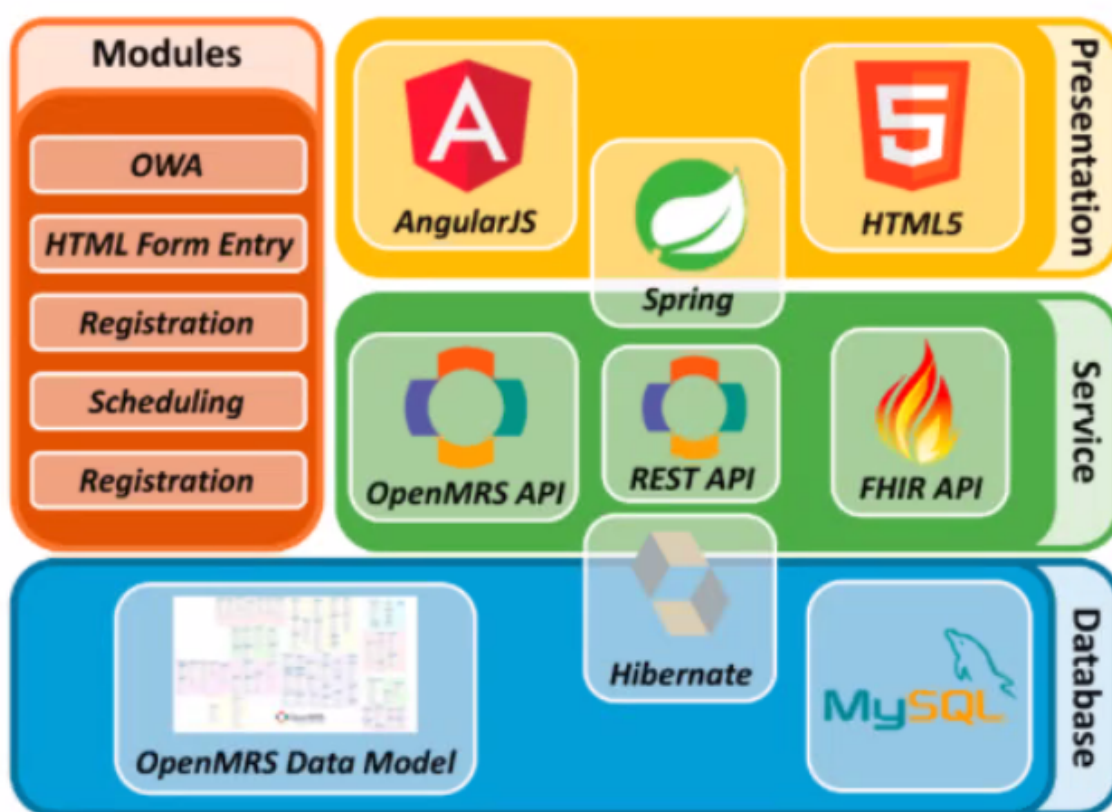 Modules
OWA
HTML Form Entry
Registration
Scheduling
Registration
Presentation
AngularJS
HTML5
Spring
Service
OpenMRS API
REST API
FHIR API
Database
OpenMRS Data Model
Hibernate
MySQL